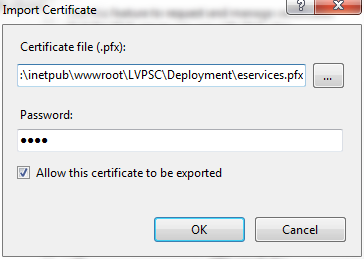 Import Certificate
?
Certificate file (.pfx):
:\inetpub\wwwroot\LVPSC\Deployment\eservices.pfx
...
Password:
••••
Allow this certificate to be exported
OK
Cancel